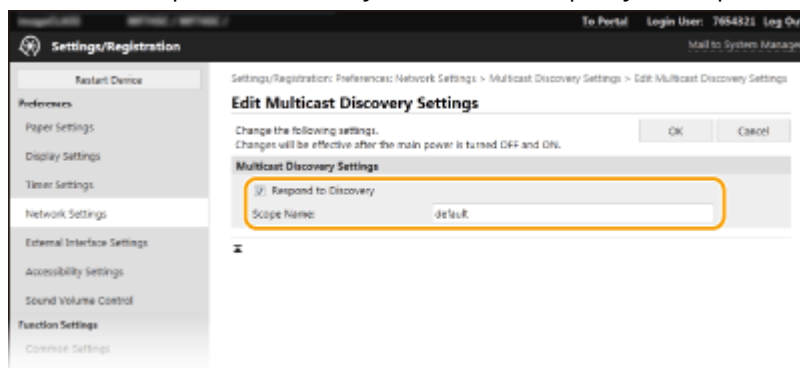 To Portal Login User: 7654321 Log Ou
Settings/Registration
Mail to System Manage
Restart Device
Settings/Registration: Preferences: Network Settings > Multicast Discovery Settings > Edit Multicast Discovery Settings
Preferences
Edit Multicast Discovery Settings
Paper Settings
Change the following settings.
Changes will be effective after the main power is turned OFF and ON.
OK
Cancel
Display Settings
Multicast Discovery Settings
Timer Settings
Respond to Discovery
Network Settings
Scope Name: default
External Interface Settings
Accessibility Settings
Sound Volume Control
Function Settings
Common Settings